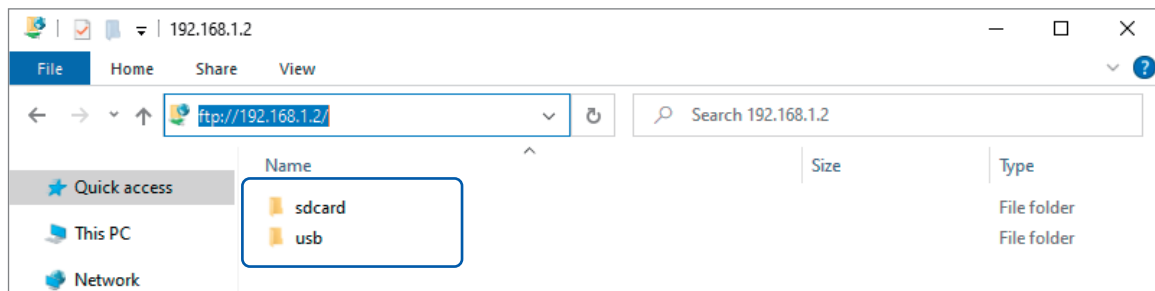 192.168.1.2
File Home Share View
ftp://192.168.1.2/ Search 192.168.1.2
Name Size Type
Quick access
sdcard File folder
This PC
usb File folder
Network